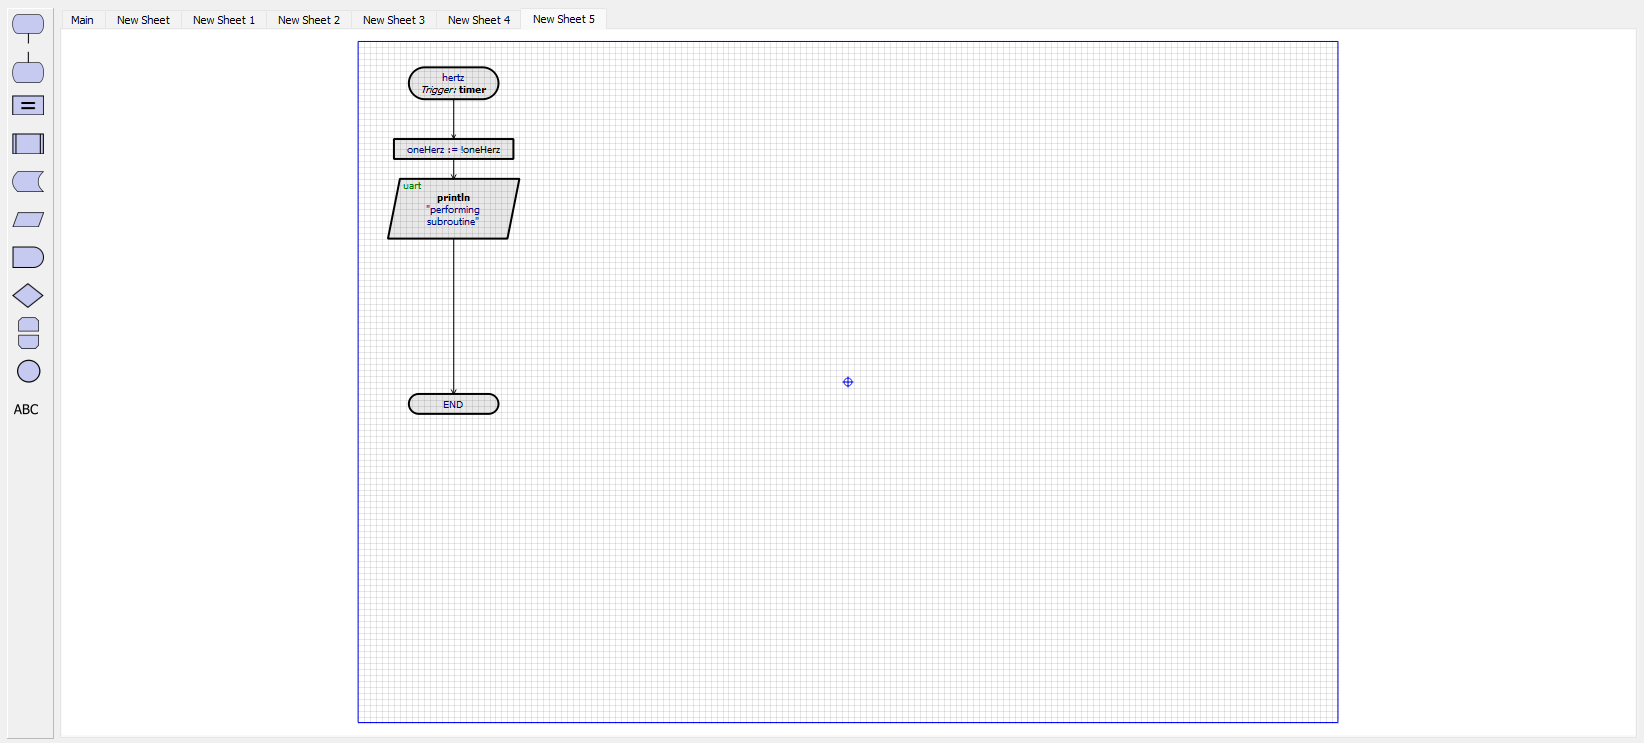 Main
New Sheet
New Sheet 1
New Sheet 2
New Sheet 3
New Sheet 4
New Sheet 5
hertz
Trigger: timer
oneHerz := !oneHerz
uart
println
"performing
subroutine"
END
ABC